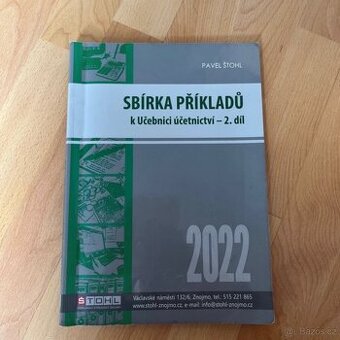 PAVEL ŠTOHL
SBÍRKA PŘÍKLADŮ
k Učebnici účetnictví – 2. díl
2022
ŠTOHL
Václavské náměstí 132/6, Znojmo, tel.: 515 221 865
www.stohl-znojmo.cz, e-mail: info@stohl-znojmo.cz